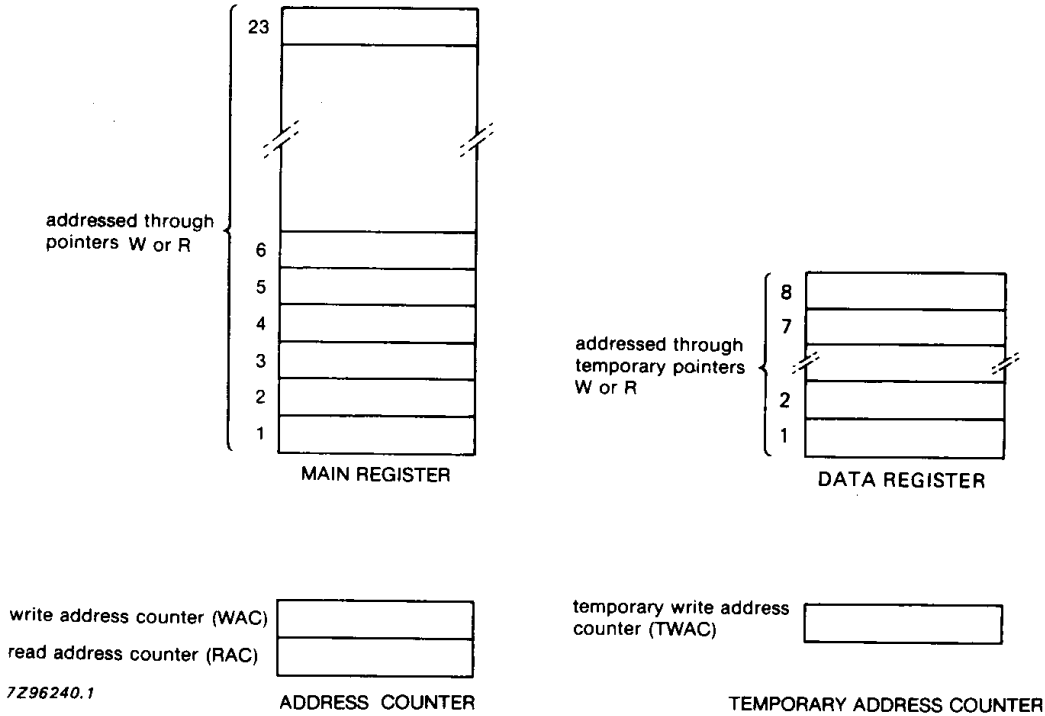 23
addressed through
pointers W or R
6
5
4
3
2
1
MAIN REGISTER
8
7
addressed through
temporary pointers
W or R
2
1
DATA REGISTER
write address counter (WAC)
read address counter (RAC)
7Z96240.1
ADDRESS COUNTER
temporary write address
counter (TWAC)
TEMPORARY ADDRESS COUNTER